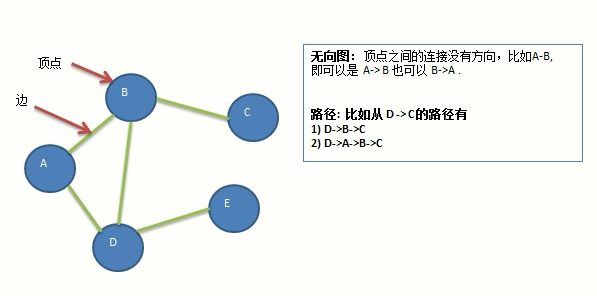 顶点
边
B
C
A
E
D
无向图：顶点之间的连接没有方向，比如A-B,
即可以是 A-> B 也可以 B->A .
路径: 比如从 D -> C的路径有
1) D->B->C
2) D->A->B->C